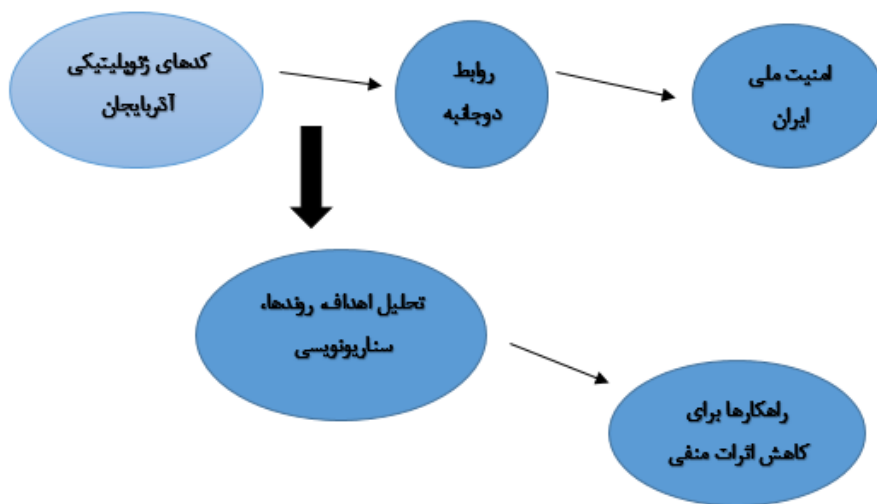 کدهای ژئوپلیتیکی
آذربایجان
روابط
دوجانبه
امنیت ملی
ایران
تحلیل اهداف، روندها،
سناریونویسی
راهکارها برای
کاهش اثرات منفی